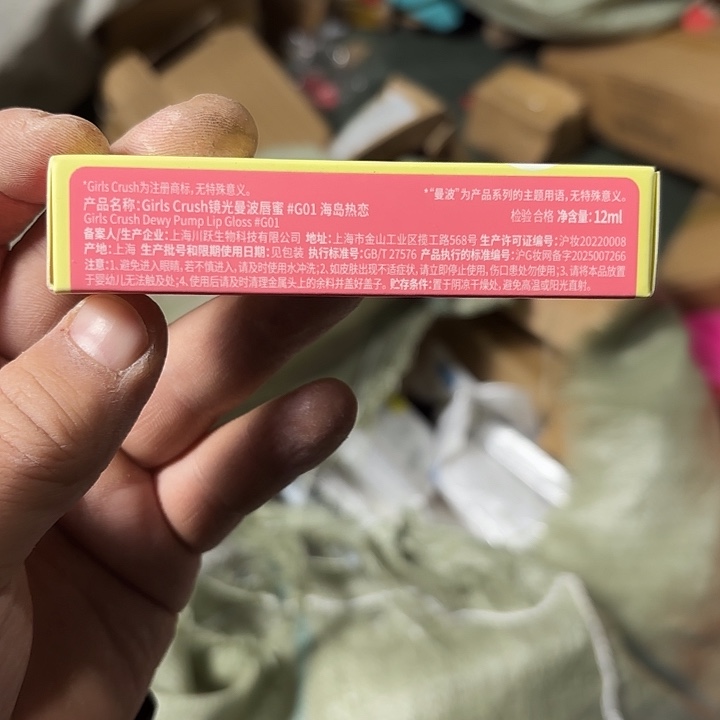 *Girls Crush为注册商标,无特殊意义。
*“曼波”为产品系列的主题用语,无特殊意义。
产品名称:Girls Crush镜光曼波唇蜜 #G01 海岛热恋
检验合格 净含量:12ml
Girls Crush Dewy Pump Lip Gloss #G01
备案人/生产企业:上海川跃生物科技有限公司 地址:上海市金山工业区揽工路568号 生产许可证编号:沪妆20220008
产地:上海 生产批号和限期使用日期:见包装 执行标准号:GB/T 27576 产品执行的标准编号:沪妆网备字2025007266
注意:1.避免进入眼睛,若不慎进入,请及时使用水冲洗;2.如皮肤出现不适症状,请立即停止使用,伤口患处勿使用;3.请将本品放置
于婴幼儿无法触及处;4.使用后请及时清理金属头上的余料并盖好盖子。贮存条件:置于阴凉干燥处,避免高温或阳光直射。